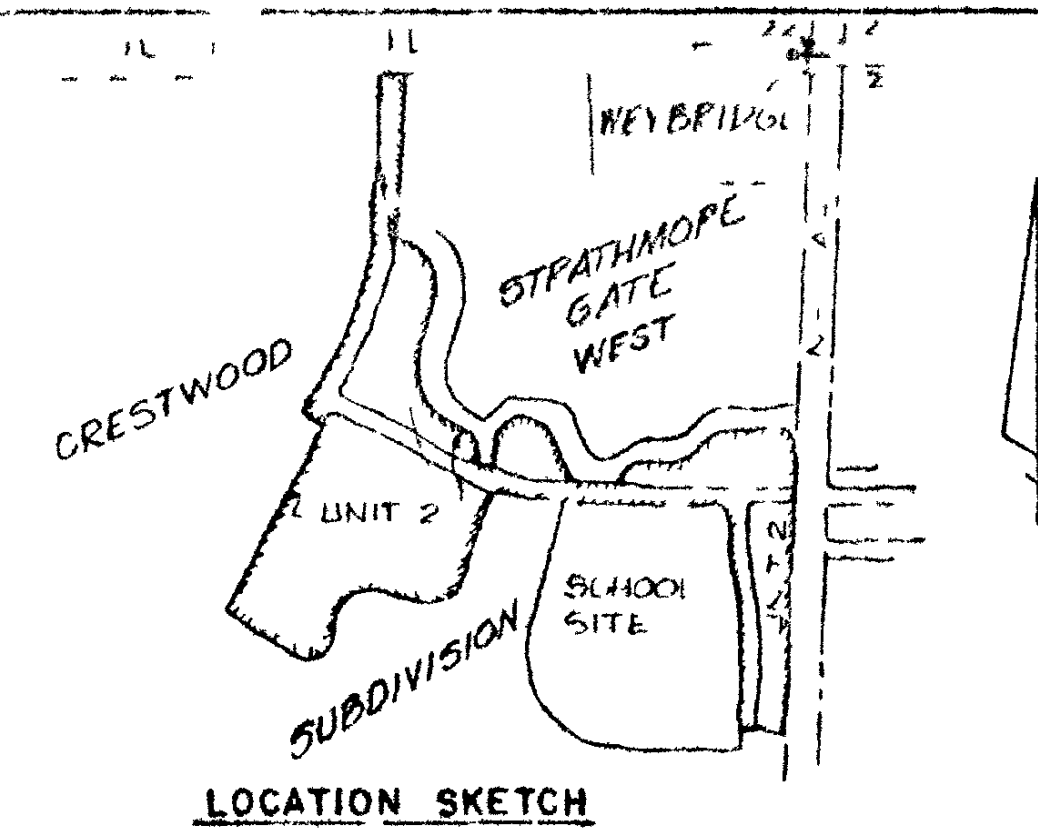 WEYBRIDGE
STRATHMORE
GATE
WEST
CRESTWOOD
UNIT 2
SCHOOL
SITE
SUBDIVISION
LOCATION SKETCH